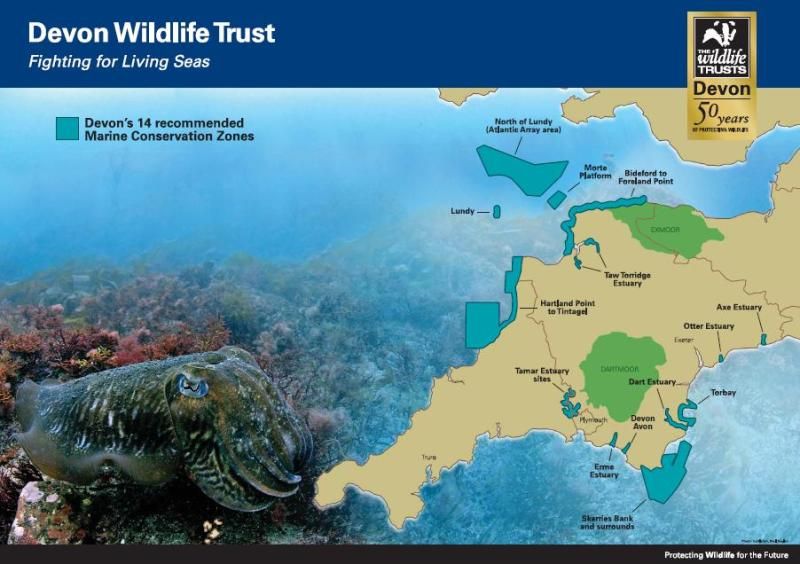 Devon Wildlife Trust
Fighting for Living Seas
THE
wildlife
TRUSTS
Devon
50 years
OF PROTECTING WILDLIFE
Devon's 14 recommended
Marine Conservation Zones
North of Lundy
(Atlantic Array area)
Morte
Platform
Bideford to
Foreland Point
Lundy
EXMOOR
Taw Torridge
Estuary
Hartland Point
to Tintagel
Axe Estuary
Otter Estuary
Exeter
Tamar Estuary
sites
DARTMOOR
Dart Estuary
Torbay
Plymouth
Devon
Avon
Truro
Erme
Estuary
Skerries Bank
and surrounds
Protecting Wildlife for the Future